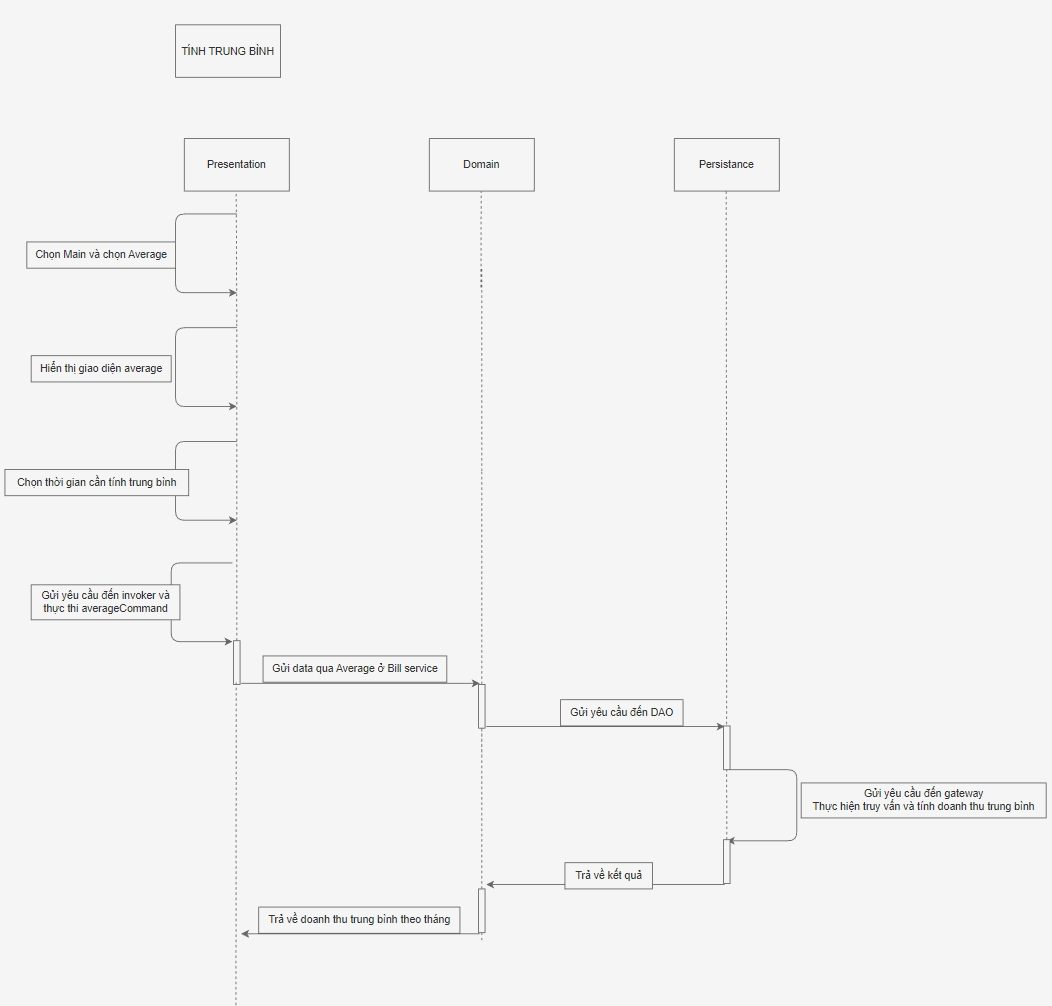 TÍNH TRUNG BÌNH
Presentation
Domain
Persistance
Chọn Main và chọn Average
Hiển thị giao diện average
Chọn thời gian cần tính trung bình
Gửi yêu cầu đến invoker và
thực thi averageCommand
Gửi data qua Average ở Bill service
Gửi yêu cầu đến DAO
Gửi yêu cầu đến gateway
Thực hiện truy vấn và tính doanh thu trung bình
Trả về kết quả
Trả về doanh thu trung bình theo tháng